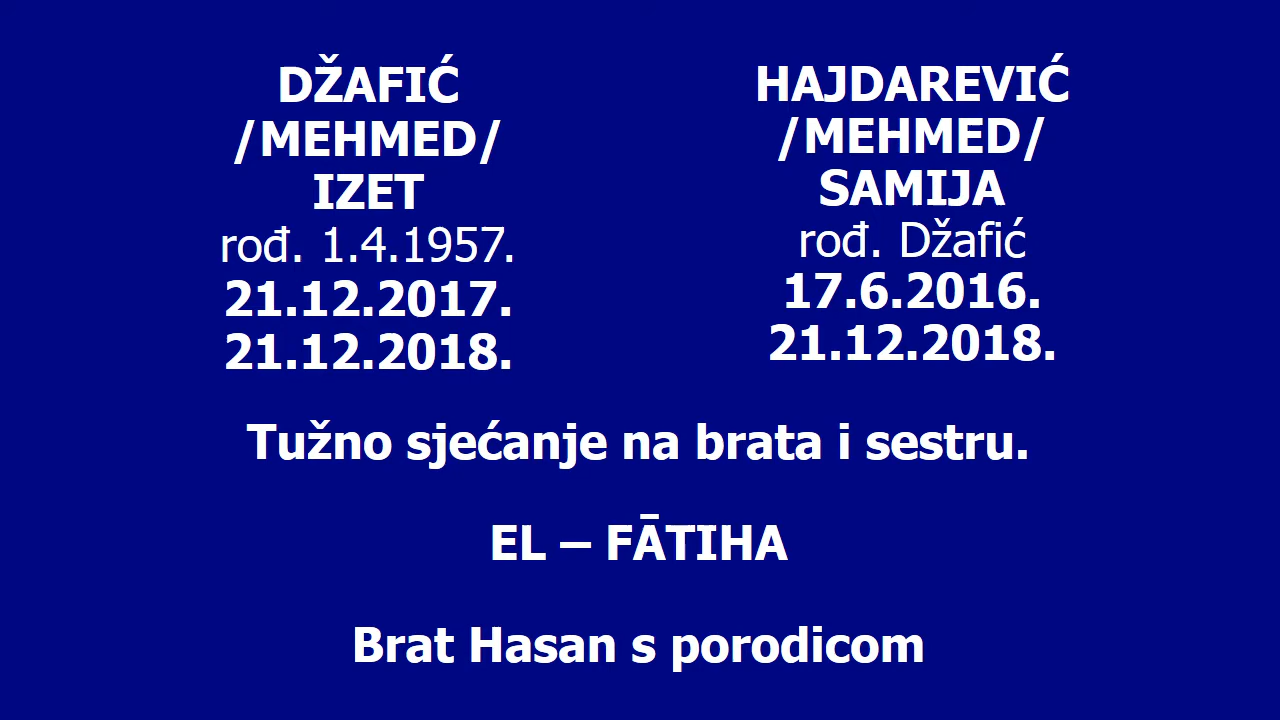 DŽAFIĆ
/MEHMED/
IZET
rođ. 1.4.1957.
21.12.2017.
21.12.2018.
HAJDAREVIĆ
/MEHMED/
SAMIJA
rođ. Džafić
17.6.2016.
21.12.2018.
Tužno sjećanje na brata i sestru.
EL – FĀTIHA
Brat Hasan s porodicom